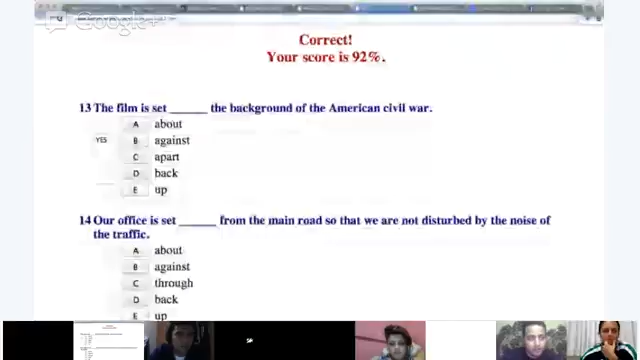 Google+
Correct!
Your score is 92%.
13 The film is set ______ the background of the American civil war.
A about
YES B against
C apart
D back
E up
14 Our office is set ______ from the main road so that we are not disturbed by the noise of
the traffic.
A about
B against
C through
D back
E up